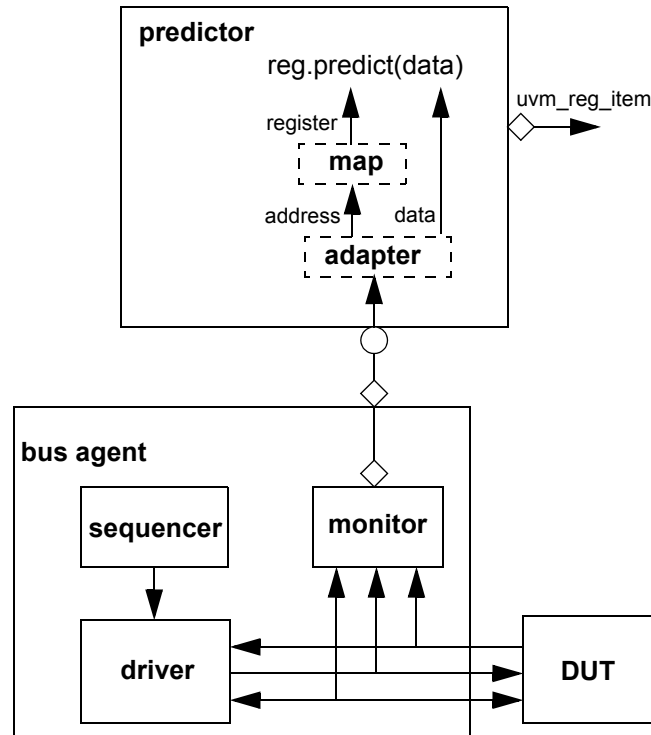 predictor
reg.predict(data)
uvm_reg_item
register
map
address
data
adapter
bus agent
sequencer
monitor
driver
DUT